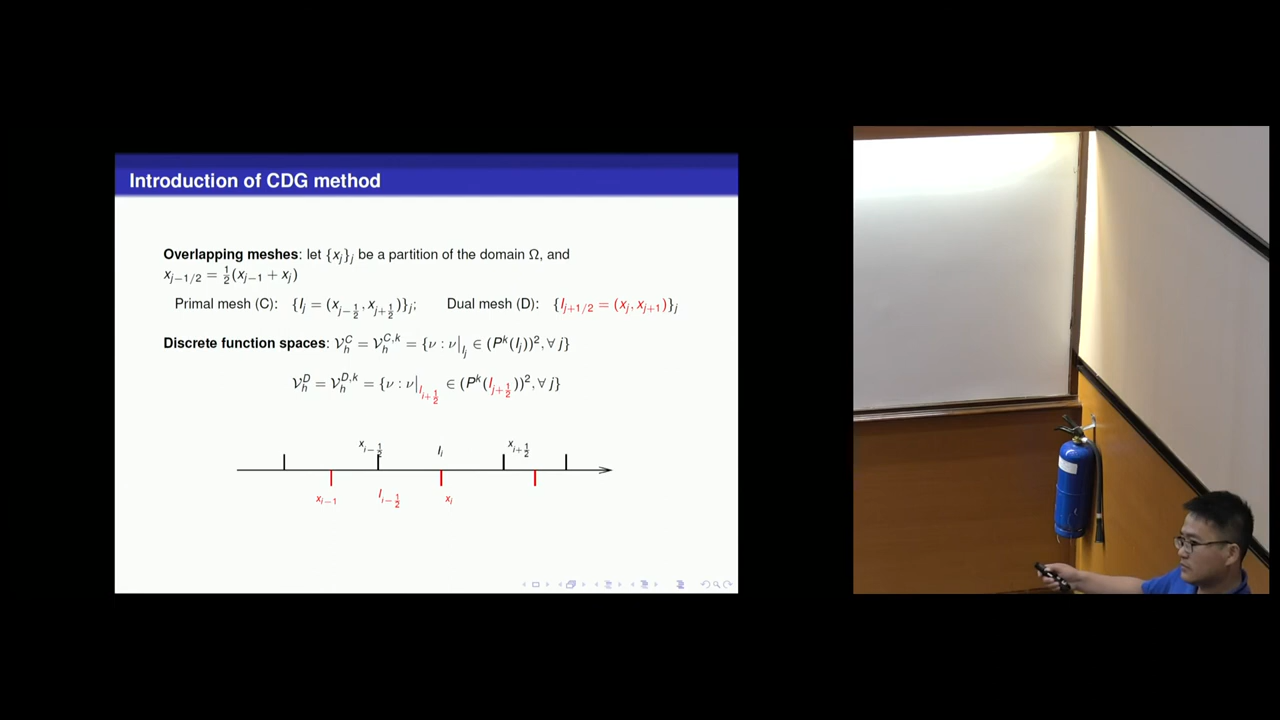 Introduction of CDG method
Overlapping meshes: let {x_j}_j be a partition of the domain Ω, and
x_{j−1/2} = 1/2(x_{j−1} + x_j)
Primal mesh (C): {I_j = (x_{j−1/2}, x_{j+1/2})}_j; Dual mesh (D): {I_{j+1/2} = (x_j, x_{j+1})}_j
Discrete function spaces: 𝒱_h^C = 𝒱_h^{C,k} = {ν : ν|_{I_j} ∈ (P^k(I_j))^2, ∀ j}
𝒱_h^D = 𝒱_h^{D,k} = {ν : ν|_{I_{j+1/2}} ∈ (P^k(I_{j+1/2}))^2, ∀ j}
x_{j−1/2} I_j x_{j+1/2}
x_{j−1} I_{j−1/2} x_j